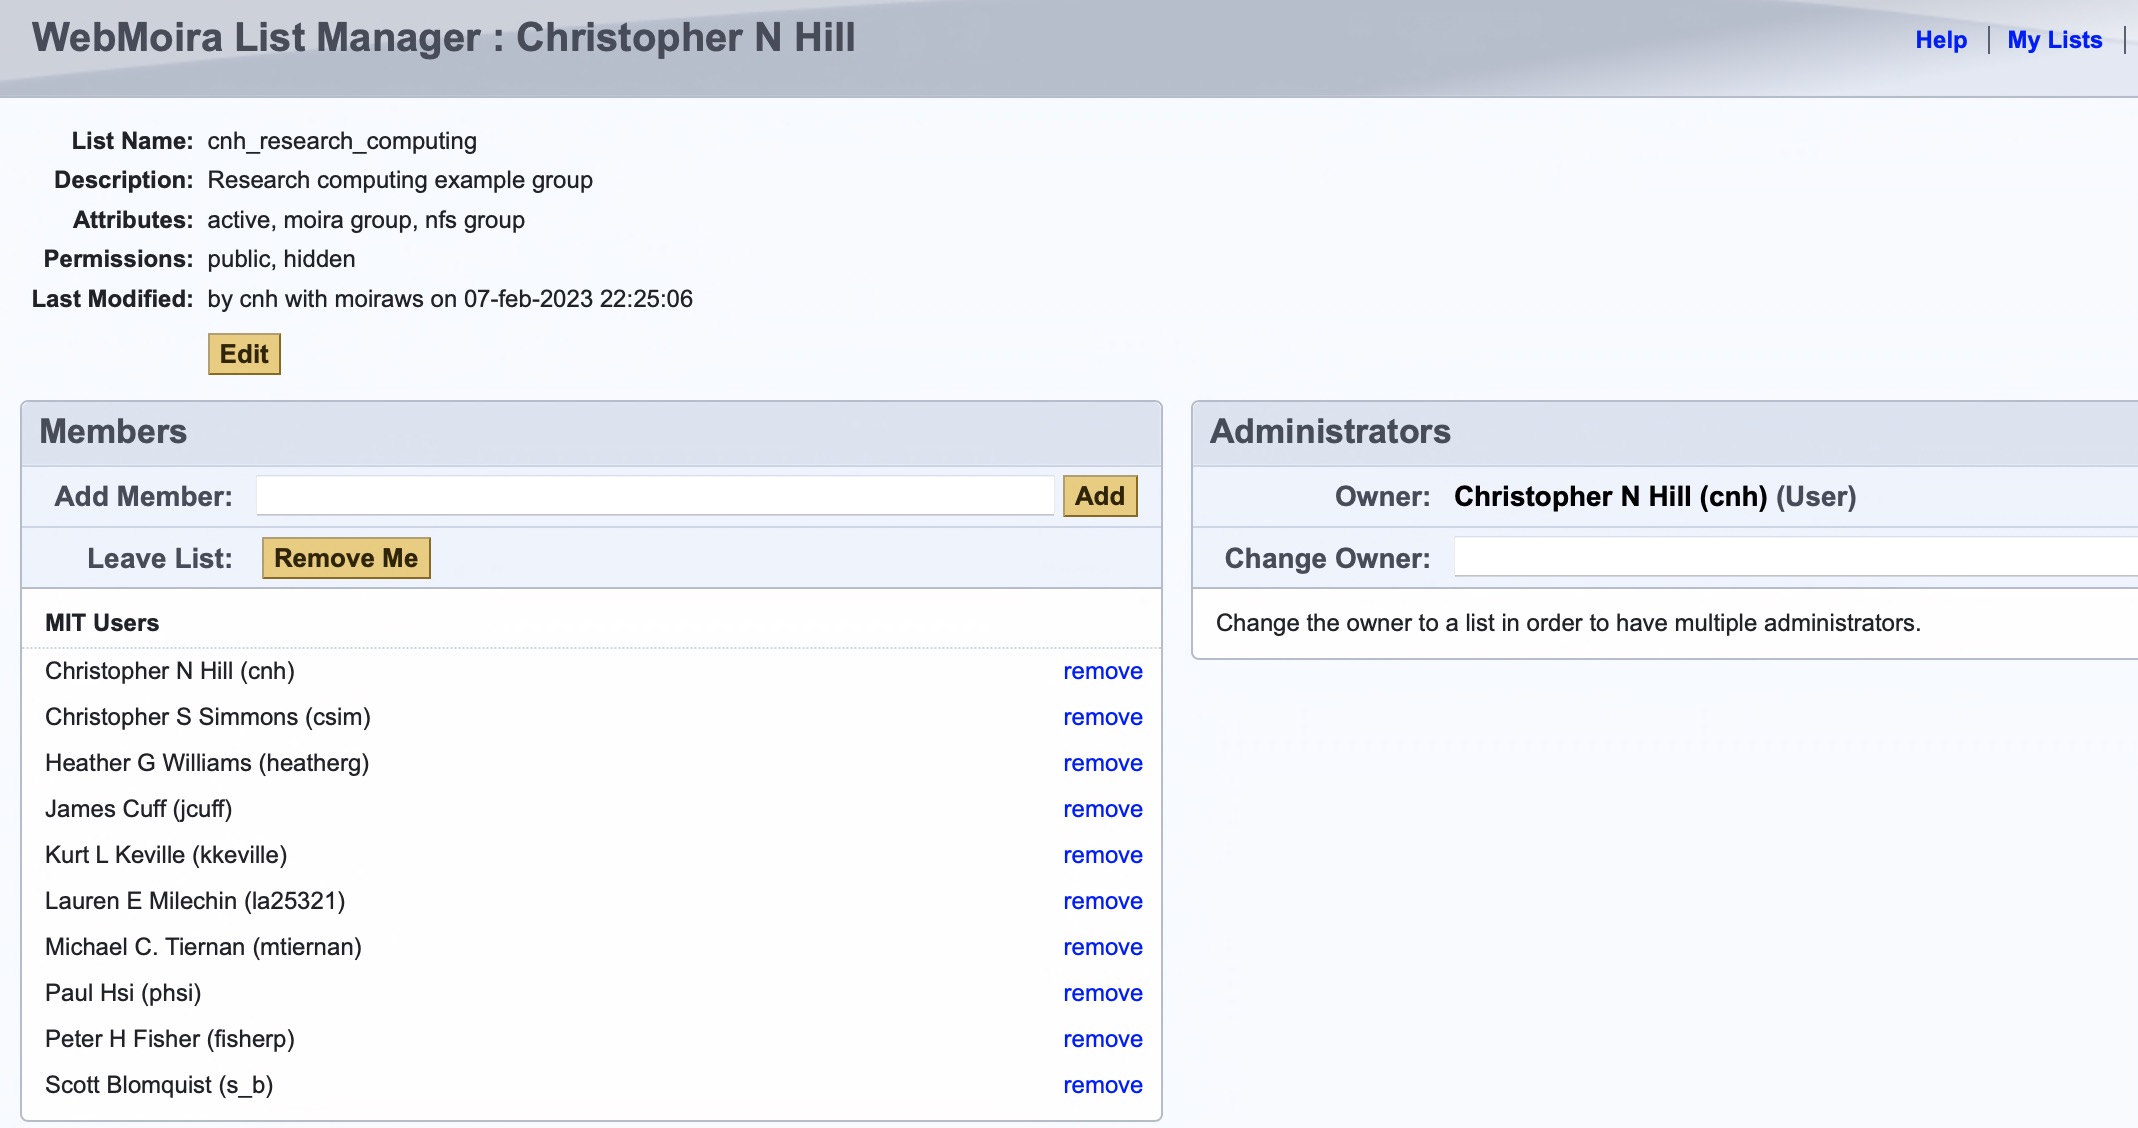 WebMoira List Manager : Christopher N Hill
Help | My Lists |
List Name: cnh_research_computing
Description: Research computing example group
Attributes: active, moira group, nfs group
Permissions: public, hidden
Last Modified: by cnh with moiraws on 07-feb-2023 22:25:06
Edit
Members
Add Member: Add
Leave List: Remove Me
MIT Users
Christopher N Hill (cnh) remove
Christopher S Simmons (csim) remove
Heather G Williams (heatherg) remove
James Cuff (jcuff) remove
Kurt L Keville (kkeville) remove
Lauren E Milechin (la25321) remove
Michael C. Tiernan (mtiernan) remove
Paul Hsi (phsi) remove
Peter H Fisher (fisherp) remove
Scott Blomquist (s_b) remove
Administrators
Owner: Christopher N Hill (cnh) (User)
Change Owner:
Change the owner to a list in order to have multiple administrators.